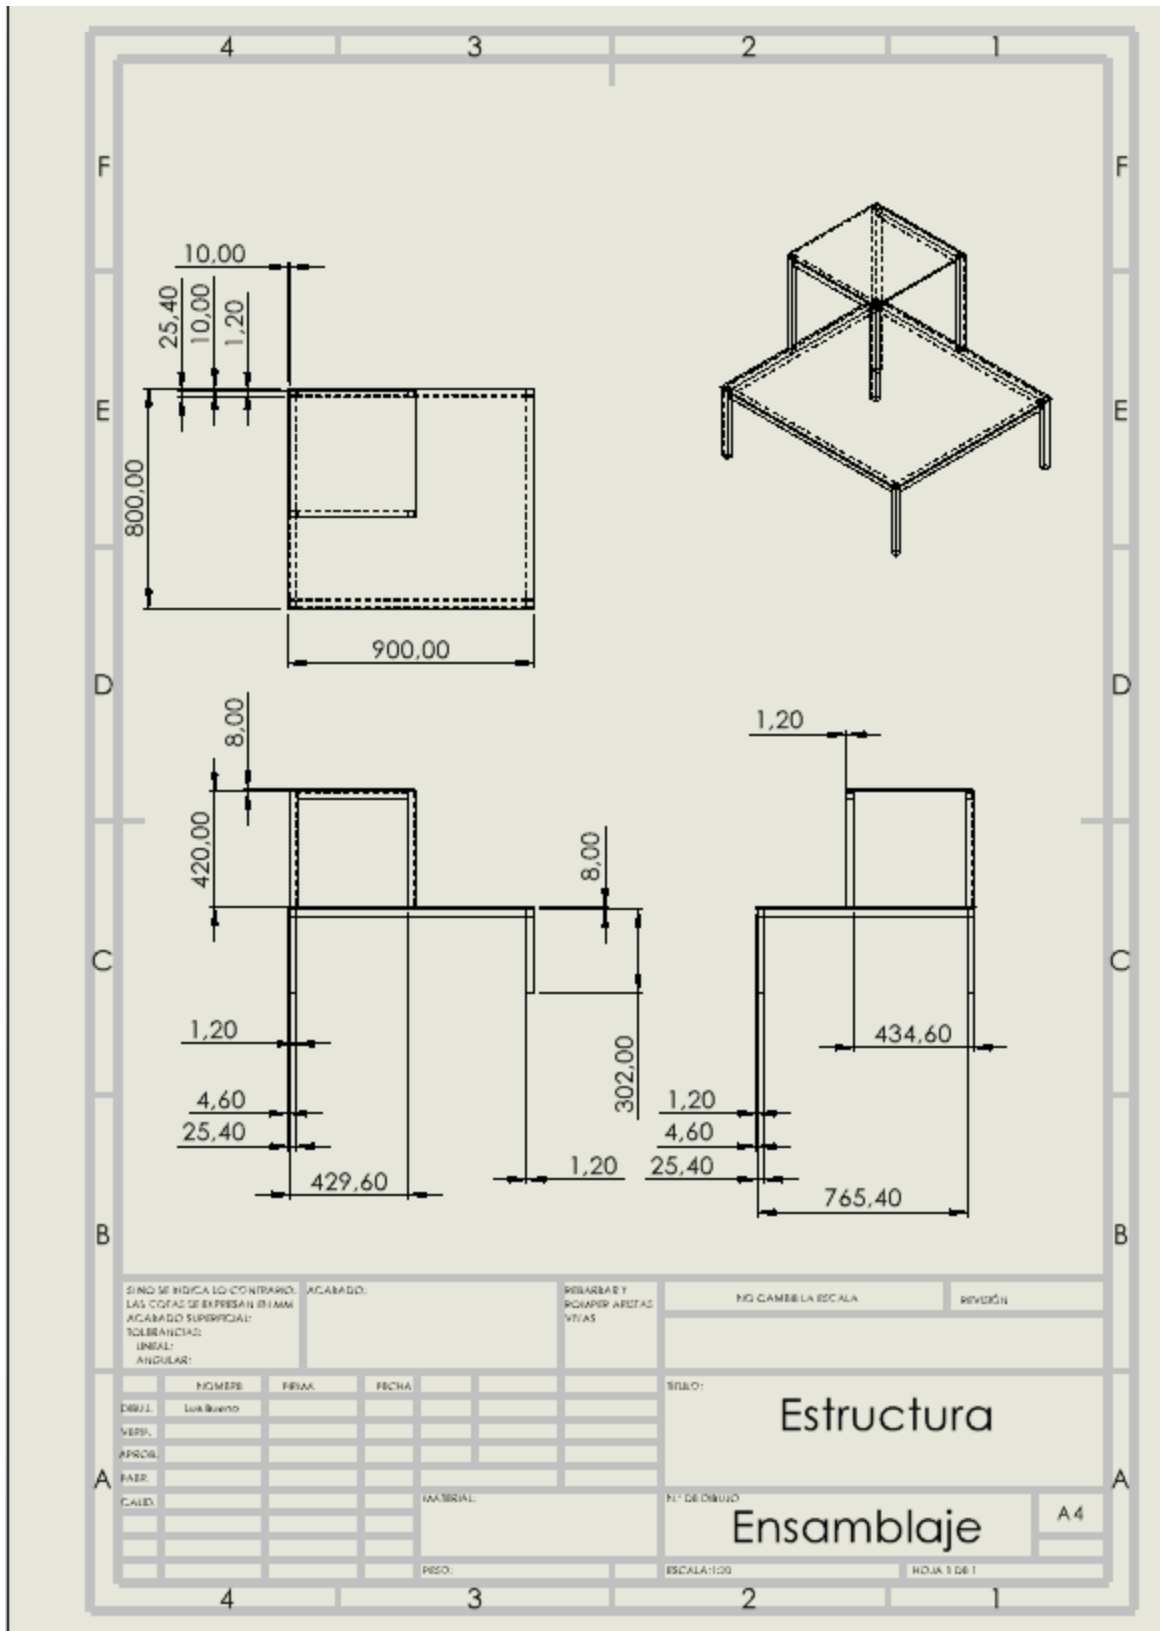 4 3 2 1
F F
10,00
25,40 10,00 1,20
E E
800,00
900,00
D D
8,00
1,20
420,00
8,00
C C
1,20
434,60
302,00
4,60
1,20
25,40
4,60
429,60
1,20
25,40
765,40
B B
SI NO SE INDICA LO CONTRARIO:
LAS COTAS SE EXPRESAN EN MM
ACABADO SUPERFICIAL:
TOLERANCIAS:
LINEAL:
ANGULAR:
ACABADO:
REBARBAR Y
ROMPER ARISTAS
VIVAS
NO CAMBIE LA ESCALA
REVISIÓN
NOMBRE FIRMA FECHA
DIBUJ. Luis Bueno
VERIF.
APROB.
FABR.
CALID.
TÍTULO:
Estructura
A A
MATERIAL:
N.º DE DIBUJO
Ensamblaje
A4
PESO:
ESCALA:1:20
HOJA 1 DE 1
4 3 2 1